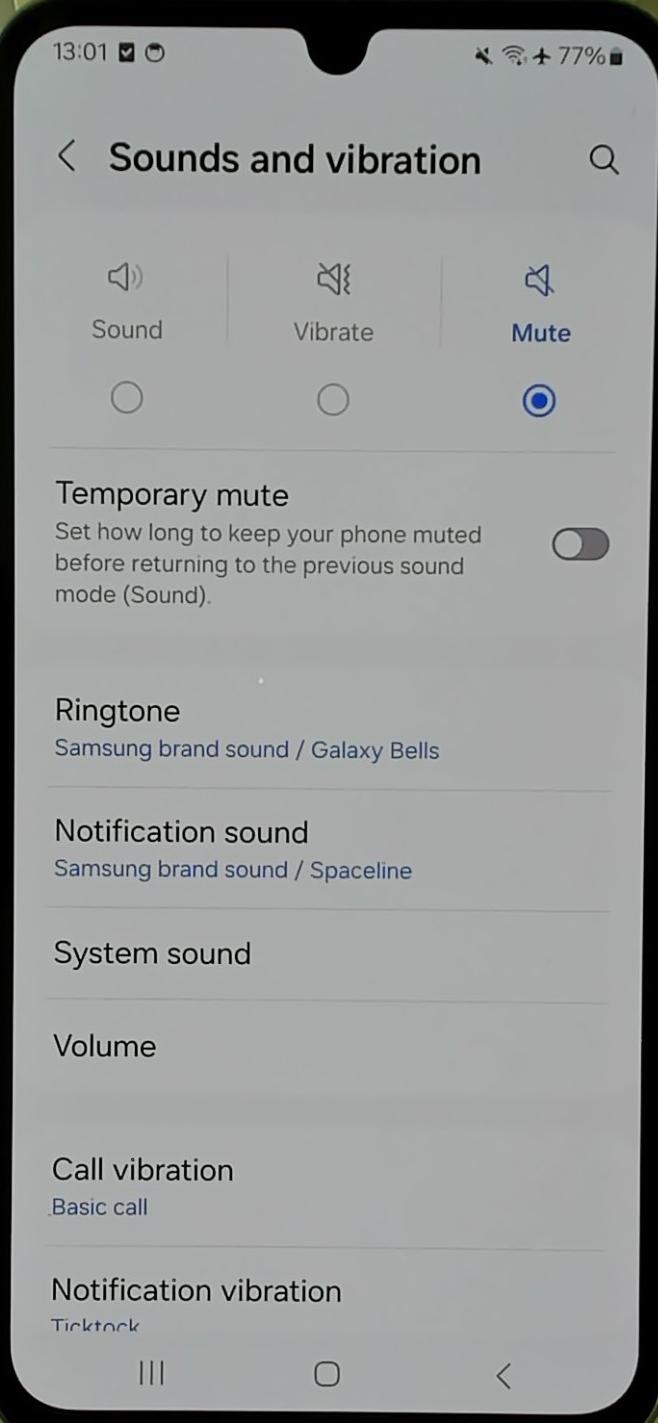 13:01 77%
Sounds and vibration
Sound Vibrate Mute
Temporary mute
Set how long to keep your phone muted
before returning to the previous sound
mode (Sound).
Ringtone
Samsung brand sound / Galaxy Bells
Notification sound
Samsung brand sound / Spaceline
System sound
Volume
Call vibration
Basic call
Notification vibration
Ticktock